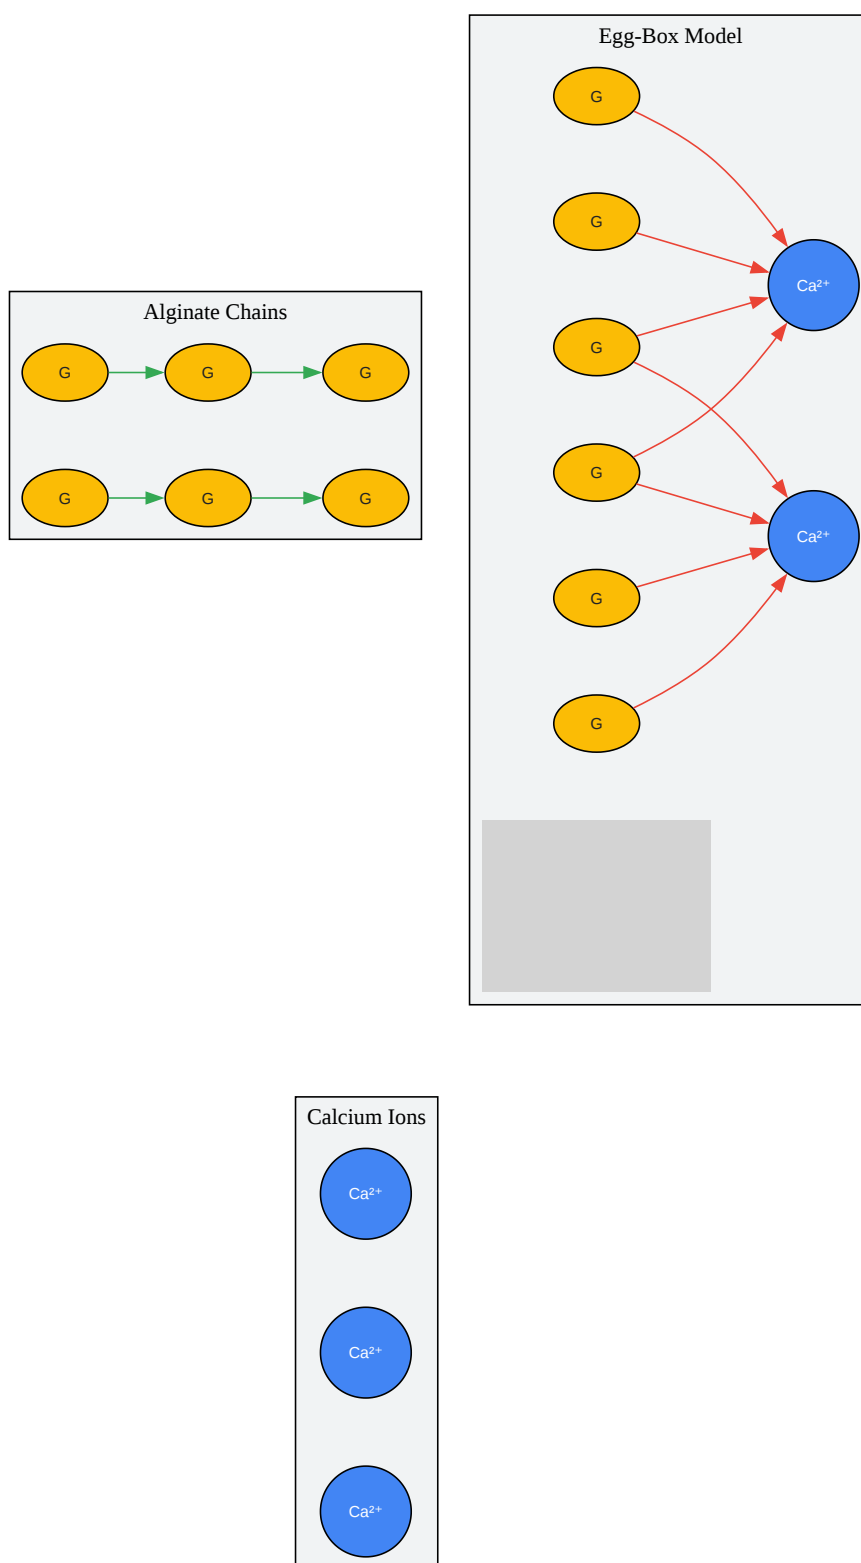 Egg-Box Model
G
G
Ca²⁺
G
G
Ca²⁺
G
G
Alginate Chains
G G G
G G G
Calcium Ions
Ca²⁺
Ca²⁺
Ca²⁺